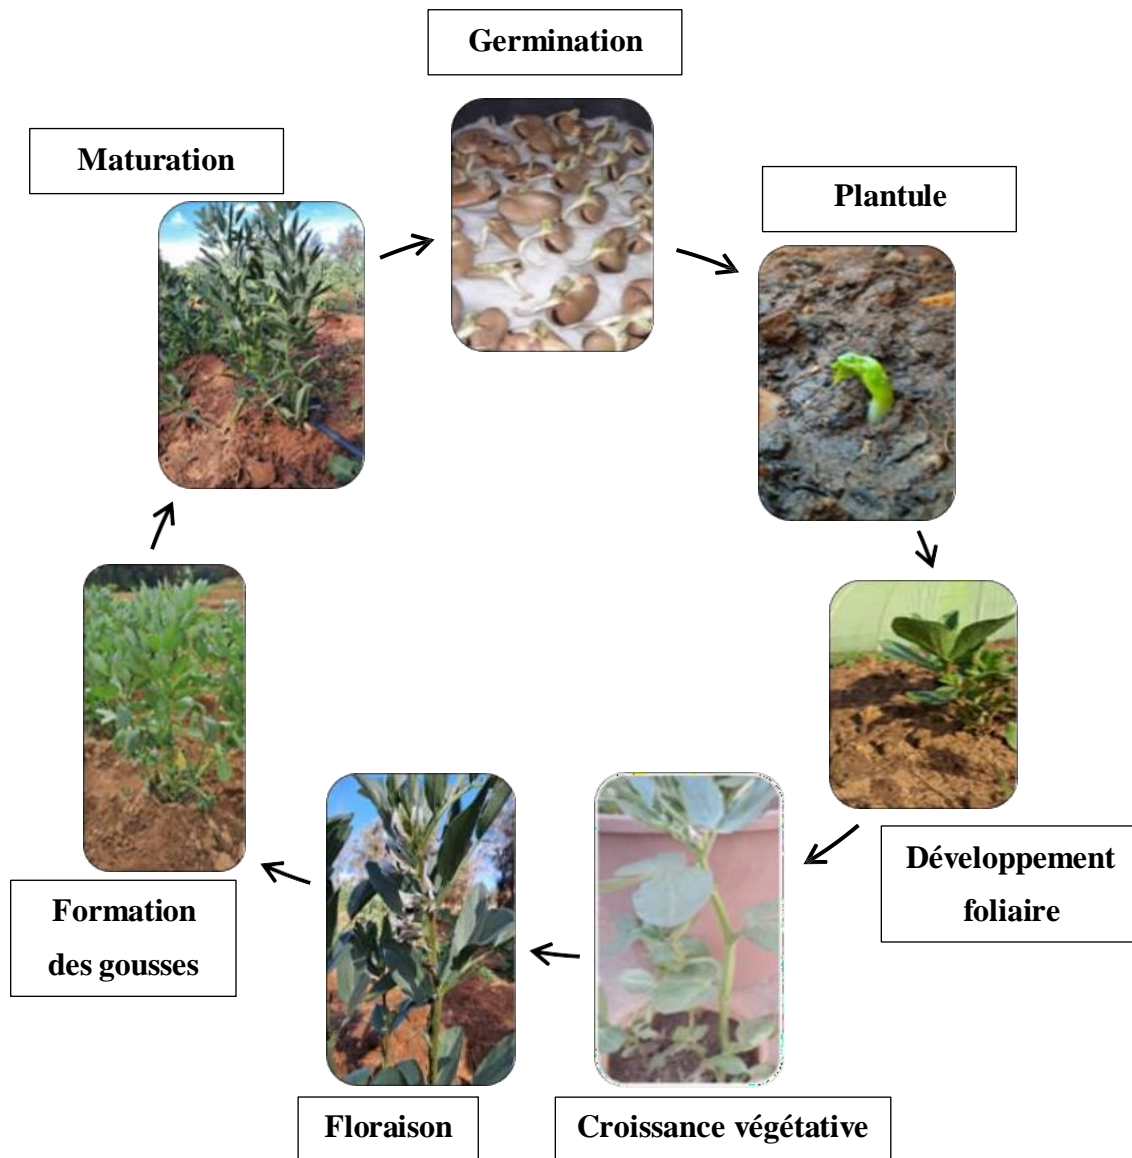 Germination
Maturation
Plantule
Développement
foliaire
Formation
des gousses
Floraison
Croissance végétative